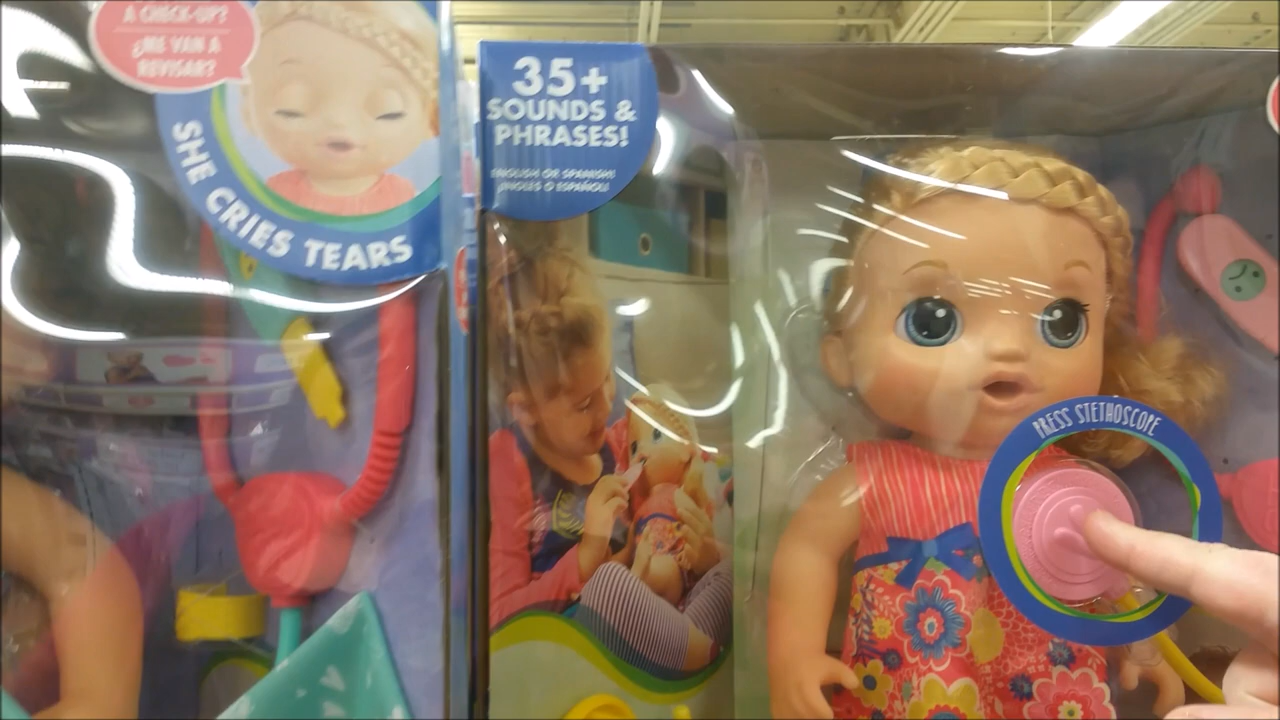 A CHECK-UP?
¿ME VAN A
REVISAR?
SHE CRIES TEARS
35+
SOUNDS &
PHRASES!
ENGLISH OR SPANISH!
¡INGLÉS O ESPAÑOL!
PRESS STETHOSCOPE